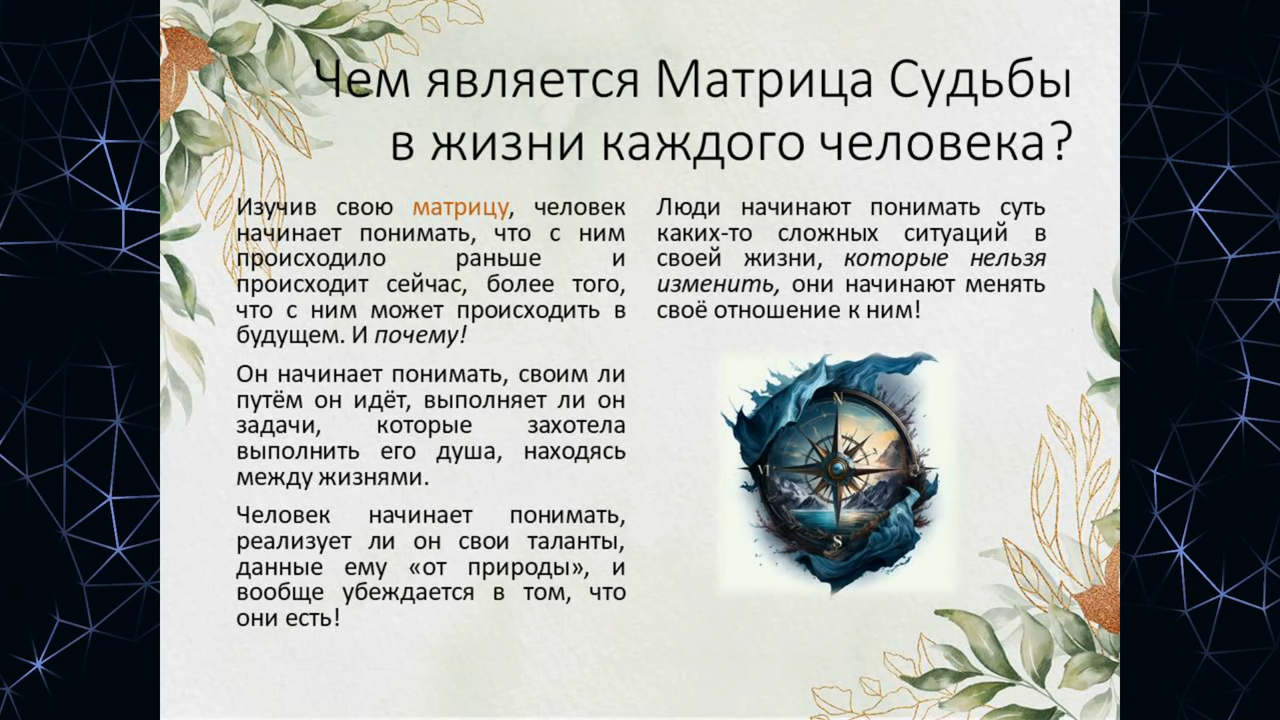 Чем является Матрица Судьбы
в жизни каждого человека?
Изучив свою матрицу, человек
начинает понимать, что с ним
происходило раньше и
происходит сейчас, более того,
что с ним может происходить в
будущем. И почему!
Он начинает понимать, своим ли
путём он идёт, выполняет ли он
задачи, которые захотела
выполнить его душа, находясь
между жизнями.
Человек начинает понимать,
реализует ли он свои таланты,
данные ему «от природы», и
вообще убеждается в том, что
они есть!
Люди начинают понимать суть
каких-то сложных ситуаций в
своей жизни, которые нельзя
изменить, они начинают менять
своё отношение к ним!
N
VI
S